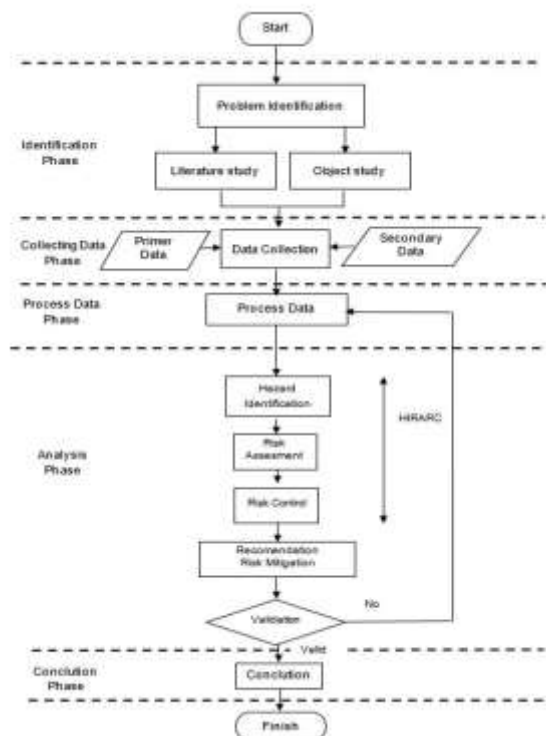 Start
Problem Identification
Identification
Phase
Literature study
Object study
Collecting Data
Phase
Primer
Data
Data Collection
Secondary
Data
Process Data
Phase
Process Data
Hazard
Identification
HIRARC
Analysis
Phase
Risk
Assesment
Risk Control
Recomendation
Risk Mitigation
Validation
No
Valid
Conclution
Phase
Conclution
Finish